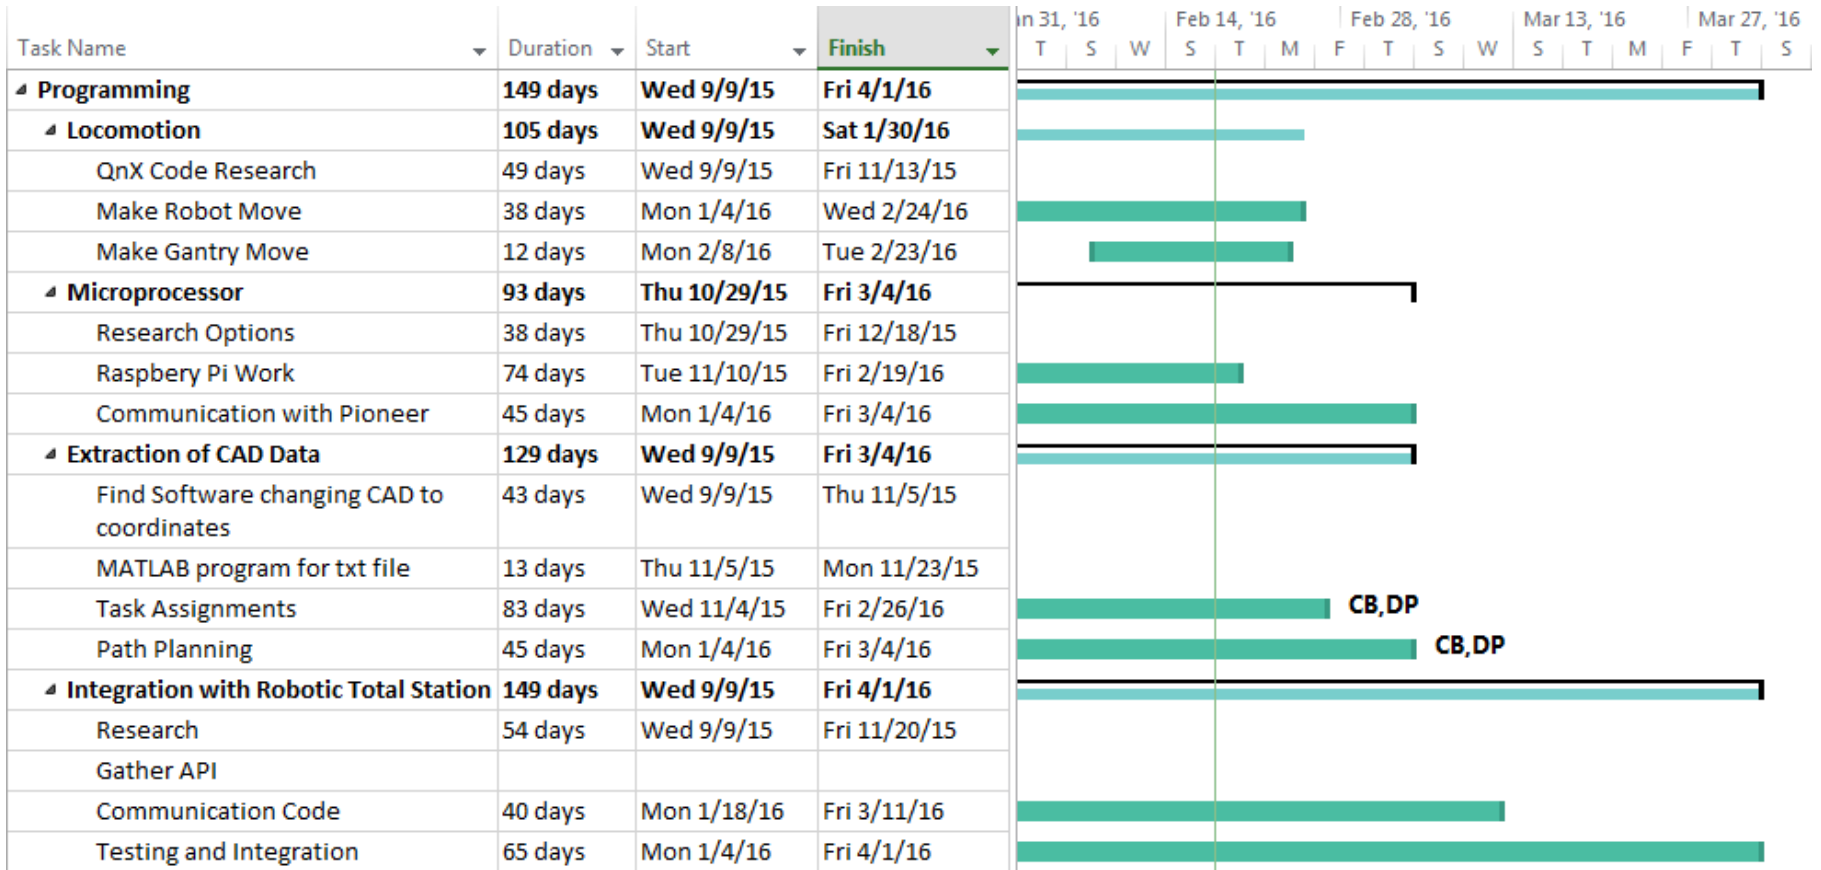 n 31, '16 Feb 14, '16 Feb 28, '16 Mar 13, '16 Mar 27, '16
Task Name Duration Start Finish T S W S T M F T S W S T M F T S
Programming 149 days Wed 9/9/15 Fri 4/1/16
Locomotion 105 days Wed 9/9/15 Sat 1/30/16
QnX Code Research 49 days Wed 9/9/15 Fri 11/13/15
Make Robot Move 38 days Mon 1/4/16 Wed 2/24/16
Make Gantry Move 12 days Mon 2/8/16 Tue 2/23/16
Microprocessor 93 days Thu 10/29/15 Fri 3/4/16
Research Options 38 days Thu 10/29/15 Fri 12/18/15
Raspbery Pi Work 74 days Tue 11/10/15 Fri 2/19/16
Communication with Pioneer 45 days Mon 1/4/16 Fri 3/4/16
Extraction of CAD Data 129 days Wed 9/9/15 Fri 3/4/16
Find Software changing CAD to 43 days Wed 9/9/15 Thu 11/5/15
coordinates
MATLAB program for txt file 13 days Thu 11/5/15 Mon 11/23/15
Task Assignments 83 days Wed 11/4/15 Fri 2/26/16 CB,DP
Path Planning 45 days Mon 1/4/16 Fri 3/4/16 CB,DP
Integration with Robotic Total Station 149 days Wed 9/9/15 Fri 4/1/16
Research 54 days Wed 9/9/15 Fri 11/20/15
Gather API
Communication Code 40 days Mon 1/18/16 Fri 3/11/16
Testing and Integration 65 days Mon 1/4/16 Fri 4/1/16